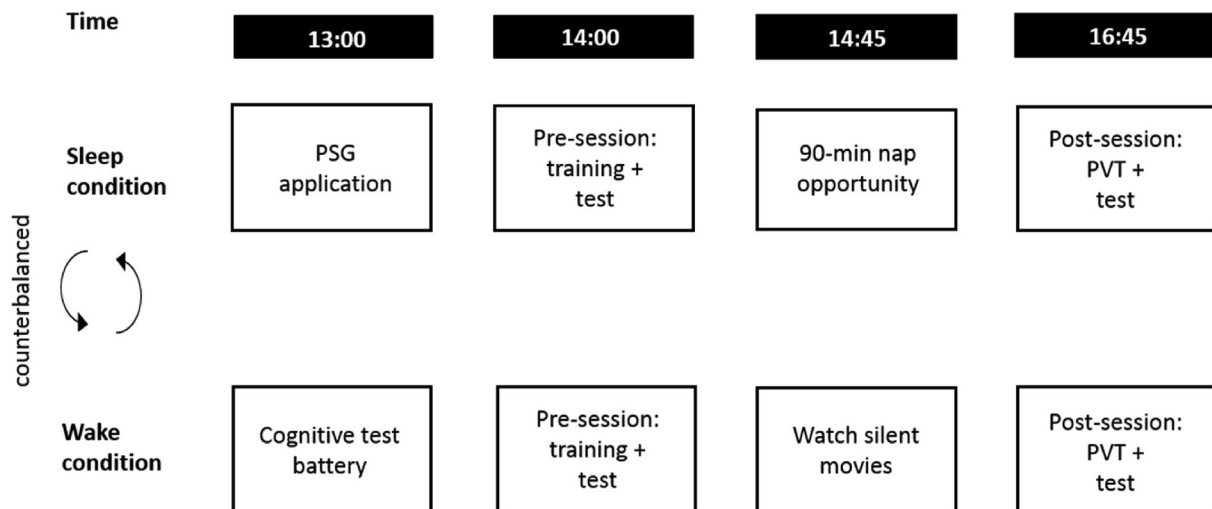 Time
13:00
14:00
14:45
16:45
Sleep
condition
PSG
application
Pre-session:
training +
test
90-min nap
opportunity
Post-session:
PVT +
test
counterbalanced
Wake
condition
Cognitive test
battery
Pre-session:
training +
test
Watch silent
movies
Post-session:
PVT +
test